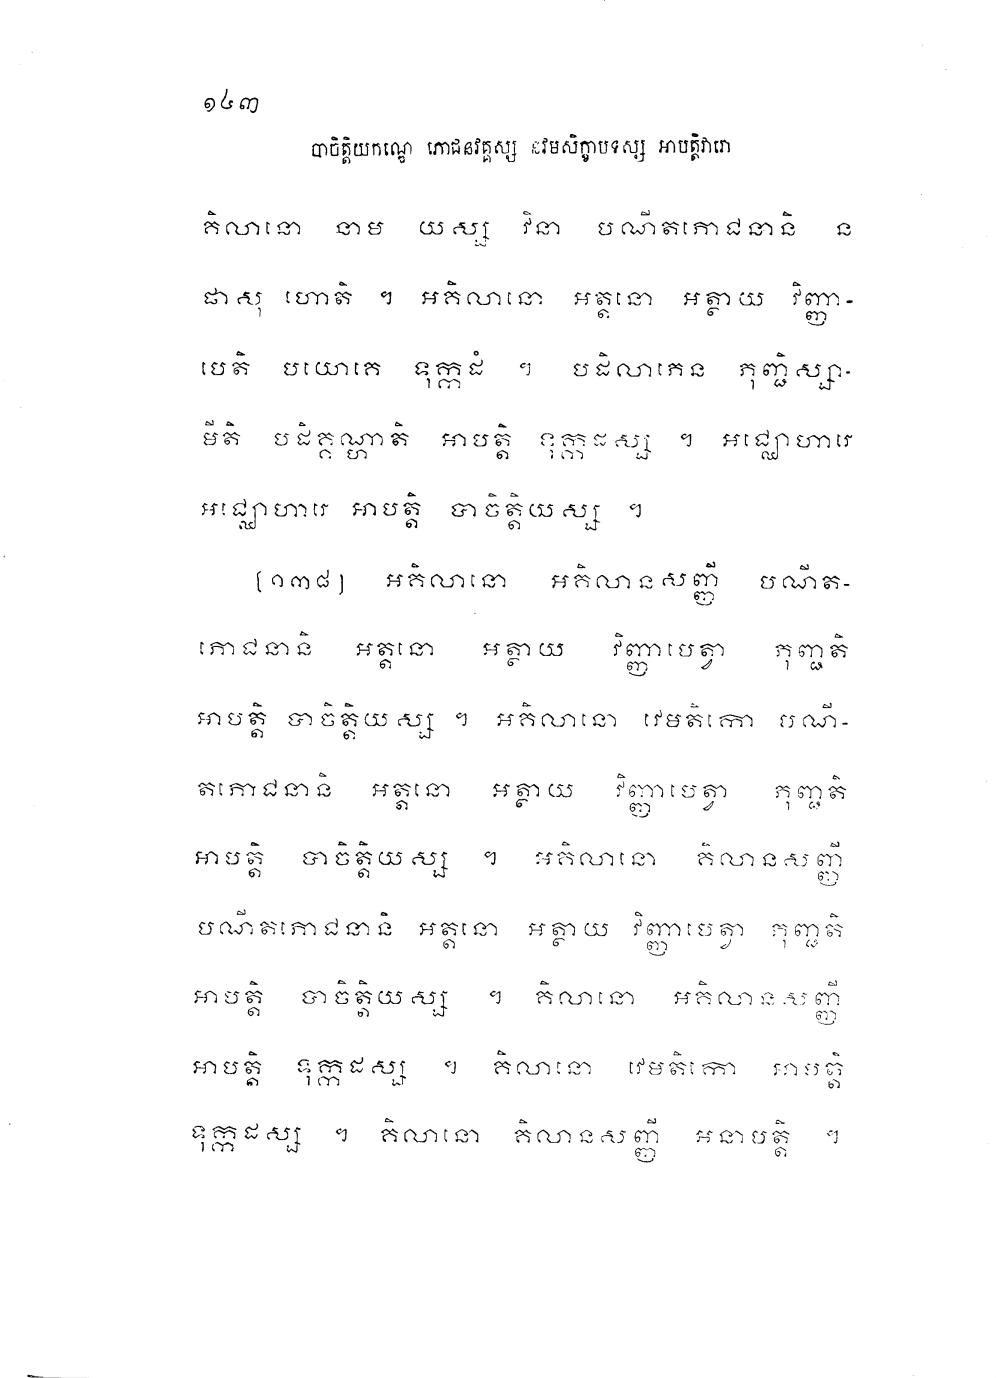 ១៤៣
បាចិត្តិយកណ្ឌេ ភោជនវគ្គស្ស នវមសិក្ខាបទស្ស អាបត្តិវារោ
គិលានោ នាម យស្ស វិនា បណីតភោជនានិ ន
ផាសុ ហោតិ ។ អគិលានោ អត្តនោ អត្ថាយ វិញ្ញា-
បេតិ បយោគេ ទុក្កដំ ។ បដិលាភេន ភុញ្ជិស្សា-
មីតិ បដិគ្គណ្ហាតិ អាបត្តិ ទុក្កដស្ស ។ អជ្ឈោហារេ
អជ្ឈោហារេ អាបត្តិ បាចិត្តិយស្ស ។
[១៣៨] អគិលានោ អគិលានសញ្ញី បណីត-
ភោជនានិ អត្តនោ អត្ថាយ វិញ្ញាបេត្វា ភុញ្ជតិ
អាបត្តិ បាចិត្តិយស្ស ។ អគិលានោ វេមតិកោ បណី-
តភោជនានិ អត្តនោ អត្ថាយ វិញ្ញាបេត្វា ភុញ្ជតិ
អាបត្តិ បាចិត្តិយស្ស ។ អគិលានោ គិលានសញ្ញី
បណីតភោជនានិ អត្តនោ អត្ថាយ វិញ្ញាបេត្វា ភុញ្ជតិ
អាបត្តិ បាចិត្តិយស្ស ។ គិលានោ អគិលានសញ្ញី
អាបត្តិ ទុក្កដស្ស ។ គិលានោ វេមតិកោ អាបត្តិ
ទុក្កដស្ស ។ គិលានោ គិលានសញ្ញី អនាបត្តិ ។